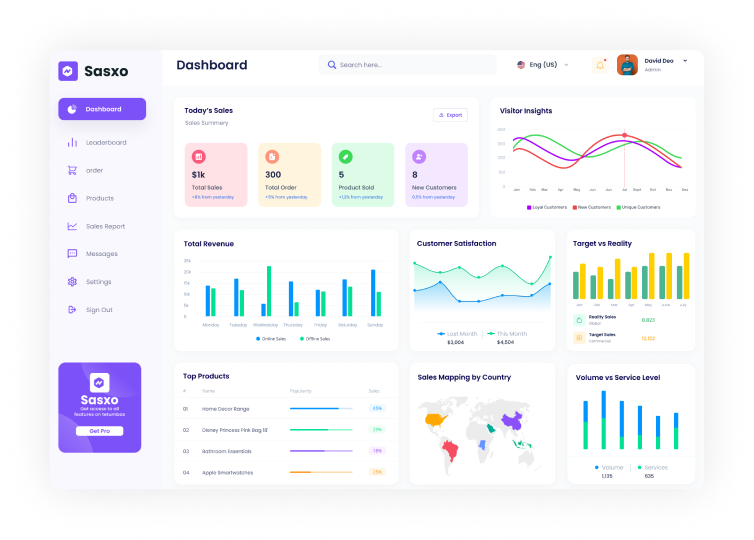 Sasxo
Dashboard
Search here..
Eng (US)
David Deo
Admin
Dashboard
Leaderboard
order
Products
Sales Report
Messages
Settings
Sign Out
Sasxo
Get access to all
features on tetumbas
Get Pro
Today's Sales
Sales Summery
Export
$1k
Total Sales
+8% from yesterday
300
Total Order
+5% from yesterday
5
Product Sold
+1,2% from yesterday
8
New Customers
0,5% from yesterday
Visitor Insights
400
300
200
100
0
Jan Feb Mar Apr May Jun Jun Jul Sept Oct Nov Des
Loyal Customers New Customers Unique Customers
Total Revenue
25k
20k
15k
10k
5k
0
Monday Tuesday Wednesday Thursday Friday Saturday Sunday
Online Sales Offline Sales
Customer Satisfaction
Last Month This Month
$3,004 $4,504
Target vs Reality
Jan Feb Mar Apr May June July
Reality Sales
Global
8,823
Target Sales
Commercial
12,122
Top Products
# Name Popularity Sales
01 Home Decor Range 45%
02 Disney Princess Pink Bag 18' 29%
03 Bathroom Essentials 18%
04 Apple Smartwatches 25%
Sales Mapping by Country
Volume vs Service Level
Volume Services
1,135 635